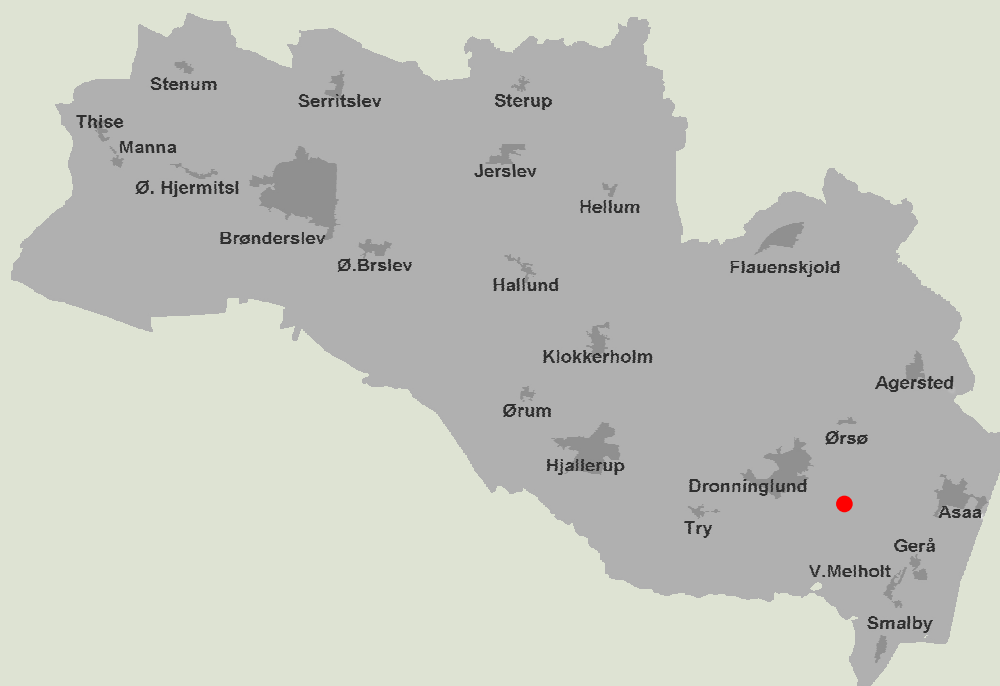 Stenum
Serritslev
Sterup
Thise
Manna
Jerslev
Ø. Hjermitsl
Hellum
Brønderslev
Ø.Brslev
Flauenskjold
Hallund
Klokkerholm
Agersted
Ørum
Ørsø
Hjallerup
Dronninglund
Asaa
Try
Gerå
V.Melholt
Smalby